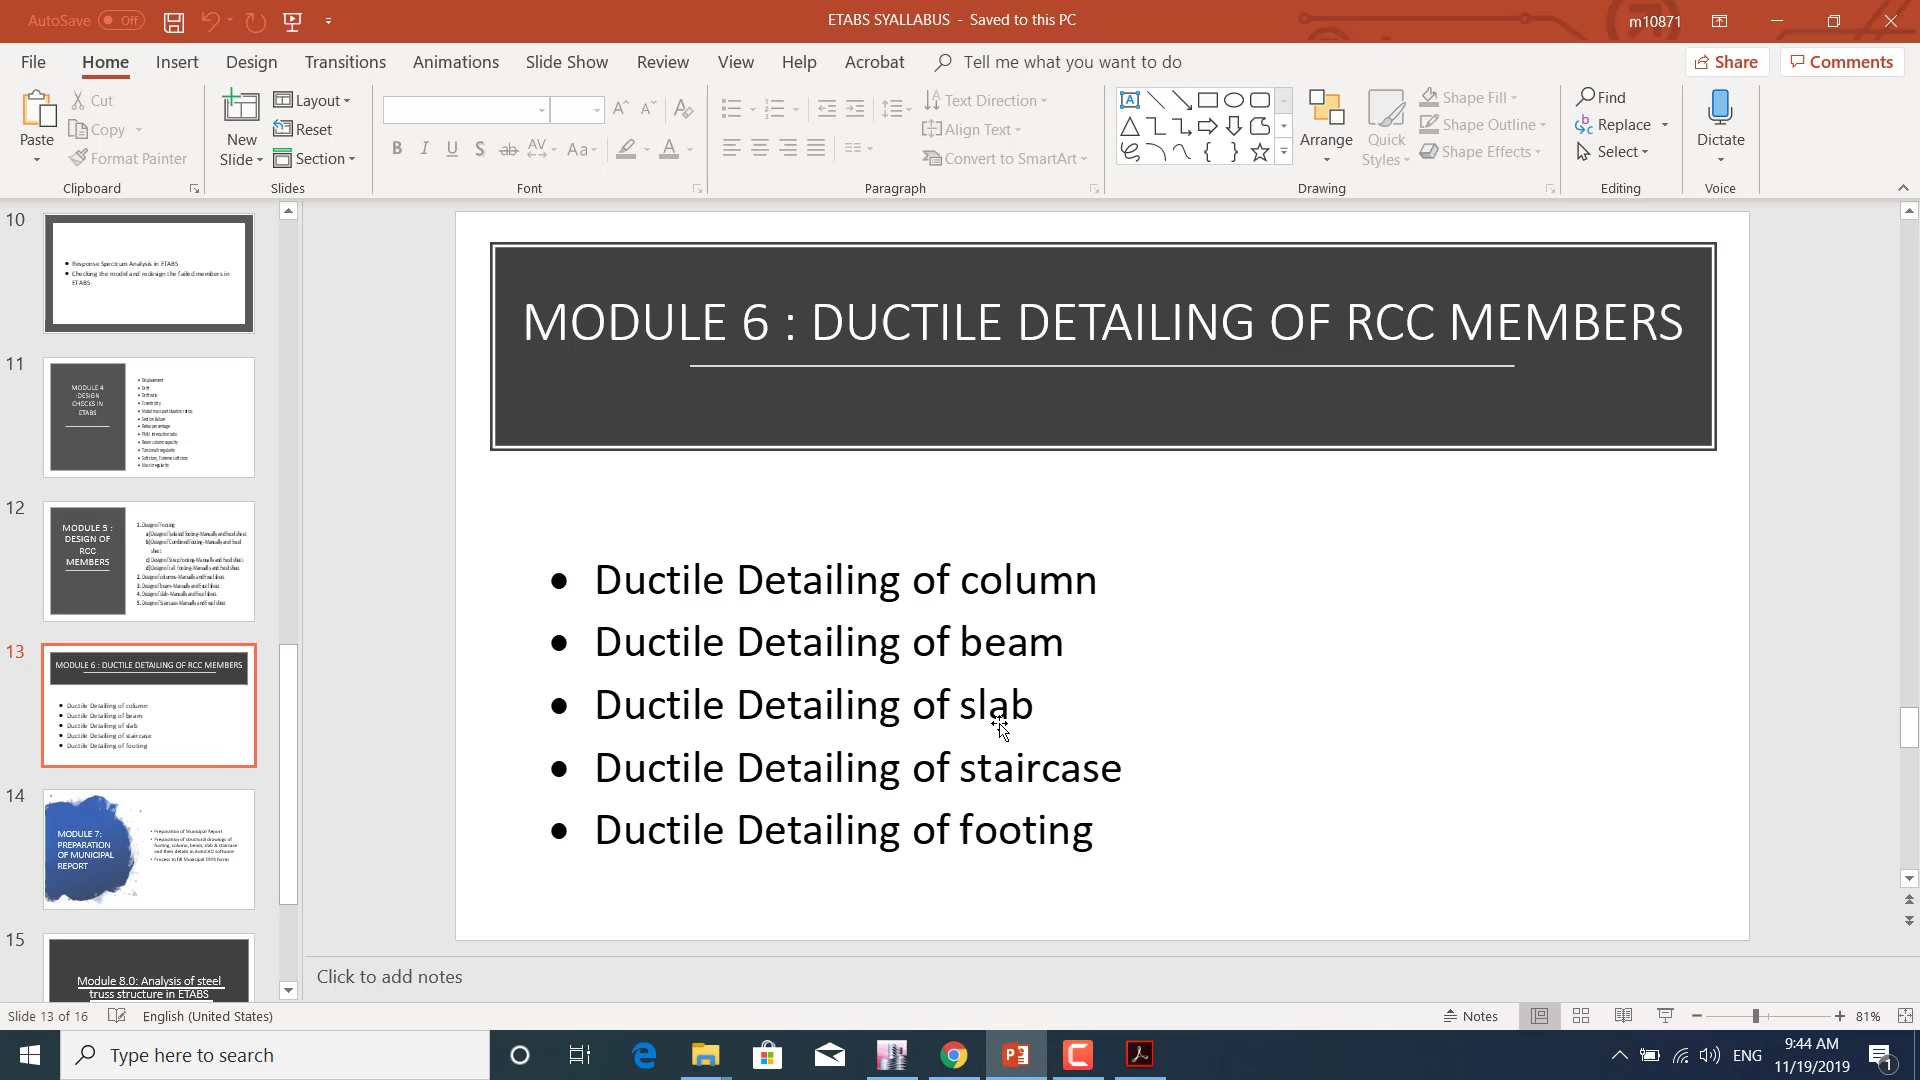 AutoSave Off
ETABS SYALLABUS - Saved to this PC
m10871
File Home Insert Design Transitions Animations Slide Show Review View Help Acrobat Tell me what you want to do
Share Comments
Paste
Cut
Copy
Format Painter
Clipboard
New Slide
Layout
Reset
Section
Slides
Font
Text Direction
Align Text
Convert to SmartArt
Paragraph
Arrange
Quick Styles
Shape Fill
Shape Outline
Shape Effects
Drawing
Find
Replace
Select
Editing
Dictate
Voice
10
Response Spectrum Analysis in ETABS
Checking the model and redesign the failed members in
ETABS
11
MODULE 4
:DESIGN
CHECKS IN
ETABS
Displacement
Drift
12
MODULE 5 :
DESIGN OF
RCC
MEMBERS
13
MODULE 6 : DUCTILE DETAILING OF RCC MEMBERS
Ductile Detailing of column
Ductile Detailing of beam
Ductile Detailing of slab
Ductile Detailing of staircase
Ductile Detailing of footing
14
MODULE 7:
PREPARATION
OF MUNICIPAL
REPORT
Preparation of Municipal Report
Preparation of structural drawings of
footing, column, beam, slab & staircase
and their details in AutoCAD software
15
Module 8.0: Analysis of steel
truss structure in ETABS
MODULE 6 : DUCTILE DETAILING OF RCC MEMBERS
Ductile Detailing of column
Ductile Detailing of beam
Ductile Detailing of slab
Ductile Detailing of staircase
Ductile Detailing of footing
Click to add notes
Slide 13 of 16
English (United States)
Notes
81%
Type here to search
ENG
9:44 AM
11/19/2019
1